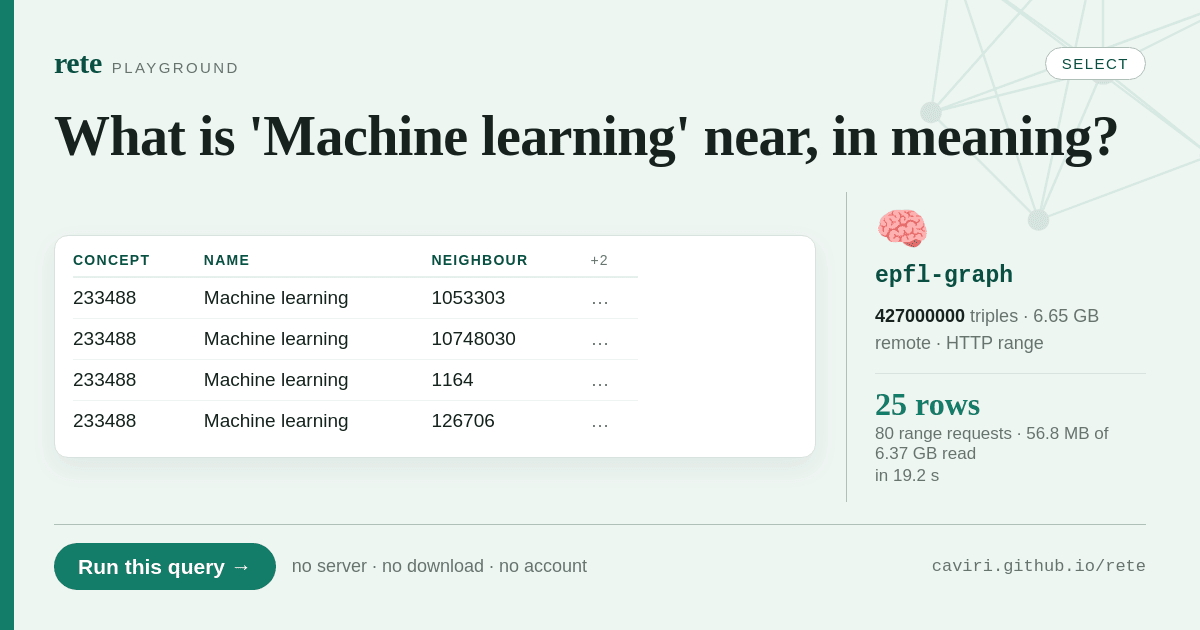 rete PLAYGROUND
SELECT
What is 'Machine learning' near, in meaning?
CONCEPT NAME NEIGHBOUR +2
233488 Machine learning 1053303 ...
233488 Machine learning 10748030 ...
233488 Machine learning 1164 ...
233488 Machine learning 126706 ...
epfl-graph
427000000 triples · 6.65 GB
remote · HTTP range
25 rows
80 range requests · 56.8 MB of
6.37 GB read
in 19.2 s
Run this query →
no server · no download · no account
caviri.github.io/rete